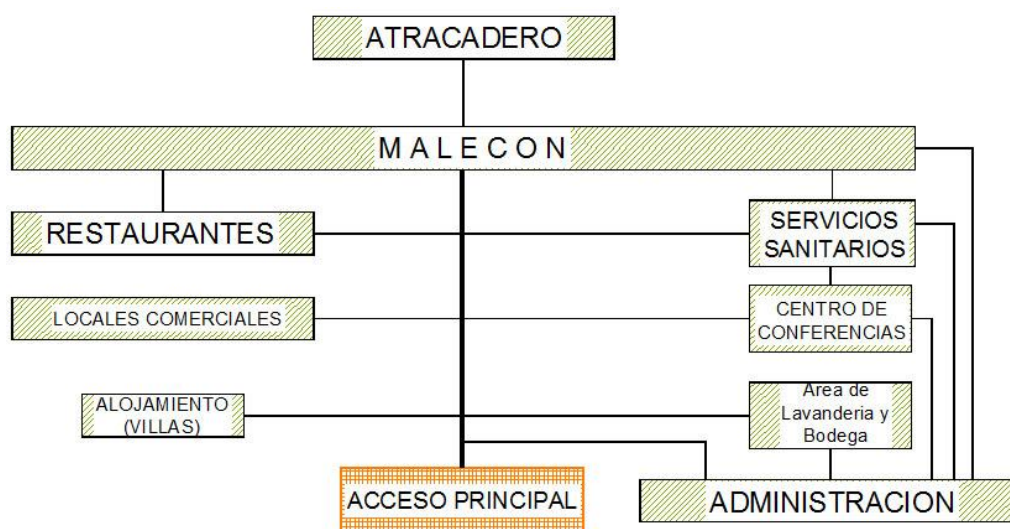 ATRACADERO
M A L E C O N
RESTAURANTES
SERVICIOS
SANITARIOS
LOCALES COMERCIALES
CENTRO DE
CONFERENCIAS
ALOJAMIENTO
(VILLAS)
Area de
Lavanderia y
Bodega
ACCESO PRINCIPAL
ADMINISTRACION